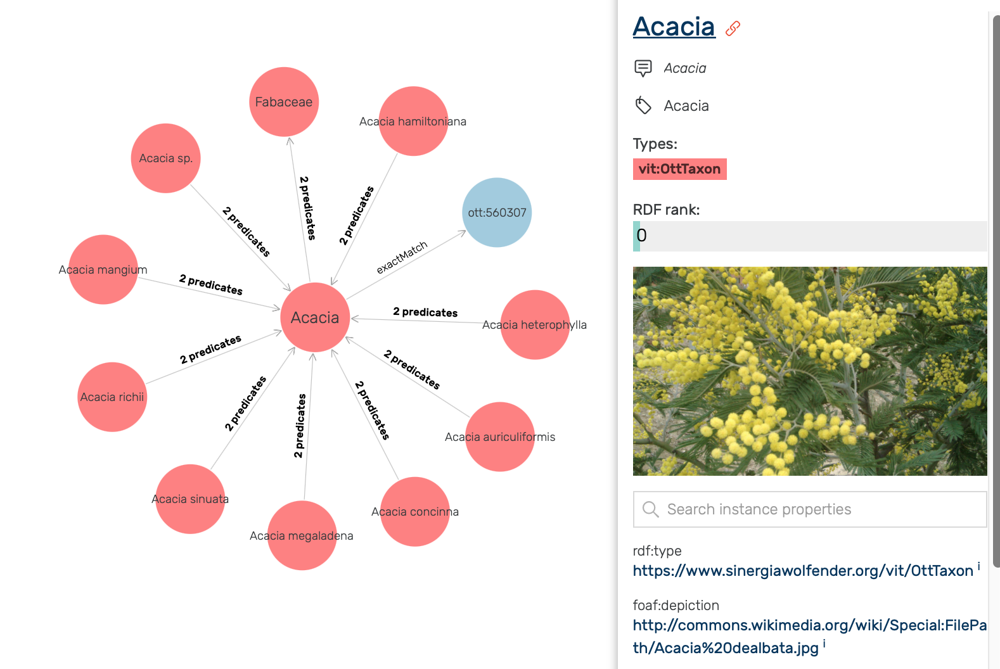 Fabaceae
Acacia hamiltoniana
Acacia sp.
2 predicates
2 predicates
2 predicates
ott:560307
exactMatch
Acacia mangium
2 predicates
Acacia
2 predicates
Acacia heterophylla
2 predicates
2 predicates
Acacia richii
2 predicates
2 predicates
2 predicates
Acacia auriculiformis
Acacia sinuata
Acacia concinna
Acacia megaladena
Acacia
Acacia
Acacia
Types:
vit:OttTaxon
RDF rank:
0
Search instance properties
rdf:type
https://www.sinergiawolfender.org/vit/OttTaxon i
foaf:depiction
http://commons.wikimedia.org/wiki/Special:FilePa
th/Acacia%20dealbata.jpg i